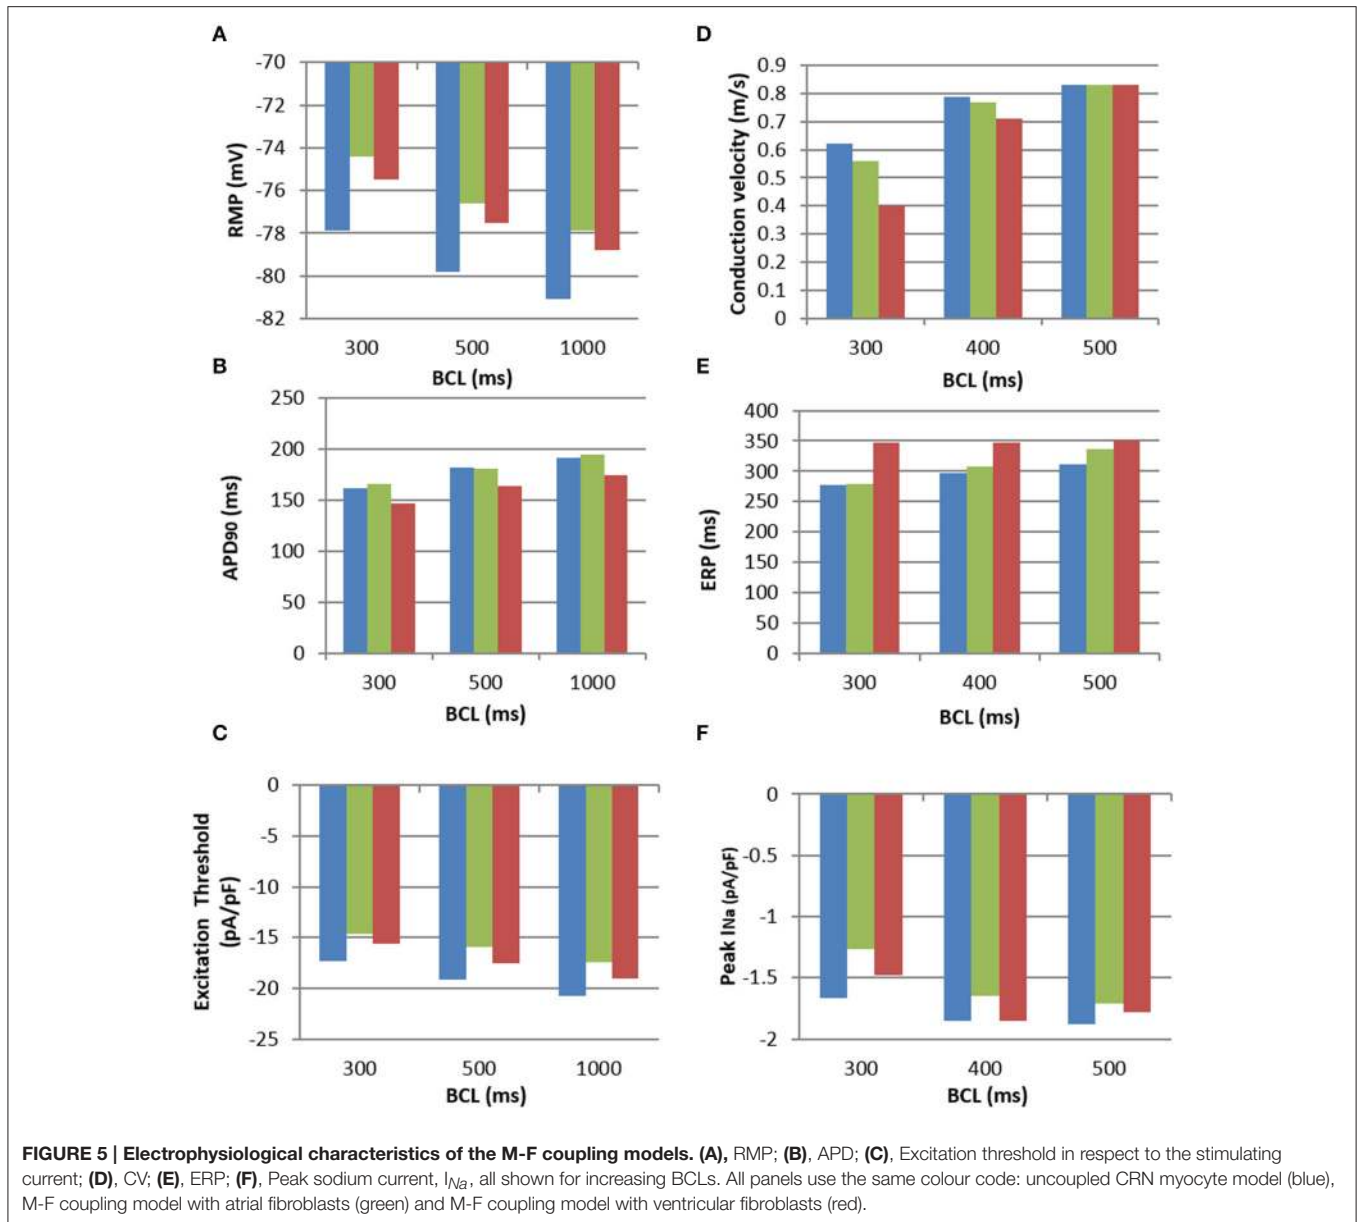 A
-70
-72
-74
-76
-78
-80
-82
RMP (mV)
300 500 1000
BCL (ms)
D
0.9
0.8
0.7
0.6
0.5
0.4
0.3
0.2
0.1
0
Conduction velocity (m/s)
300 400 500
BCL (ms)
B
250
200
150
100
50
0
APD90 (ms)
300 500 1000
BCL (ms)
E
400
350
300
250
200
150
100
50
0
ERP (ms)
300 400 500
BCL (ms)
C
0
-5
-10
-15
-20
-25
Excitation Threshold
(pA/pF)
300 500 1000
BCL (ms)
F
0
-0.5
-1
-1.5
-2
Peak INa (pA/pF)
300 400 500
BCL (ms)
FIGURE 5 | Electrophysiological characteristics of the M-F coupling models. (A), RMP; (B), APD; (C), Excitation threshold in respect to the stimulating
current; (D), CV; (E), ERP; (F), Peak sodium current, INa, all shown for increasing BCLs. All panels use the same colour code: uncoupled CRN myocyte model (blue),
M-F coupling model with atrial fibroblasts (green) and M-F coupling model with ventricular fibroblasts (red).